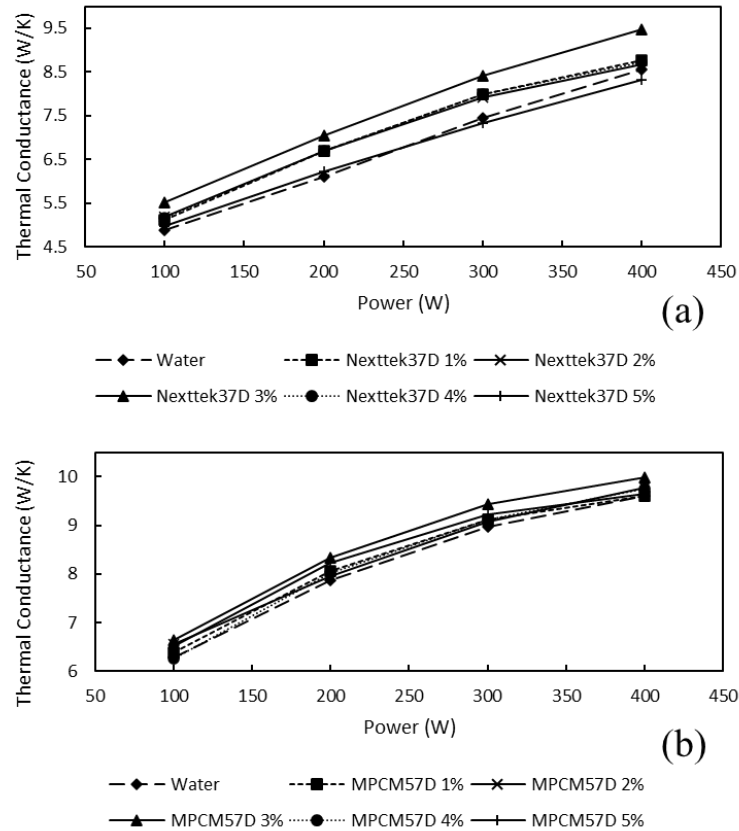 9.5
8.5
7.5
6.5
5.5
4.5
Thermal Conductance (W/K)
50 100 150 200 250 300 350 400 450
Power (W)
(a)
Water Nexttek37D 1% Nexttek37D 2%
Nexttek37D 3% Nexttek37D 4% Nexttek37D 5%
10
9
8
7
6
Thermal Conductance (W/K)
50 100 150 200 250 300 350 400 450
Power (W)
(b)
Water MPCM57D 1% MPCM57D 2%
MPCM57D 3% MPCM57D 4% MPCM57D 5%